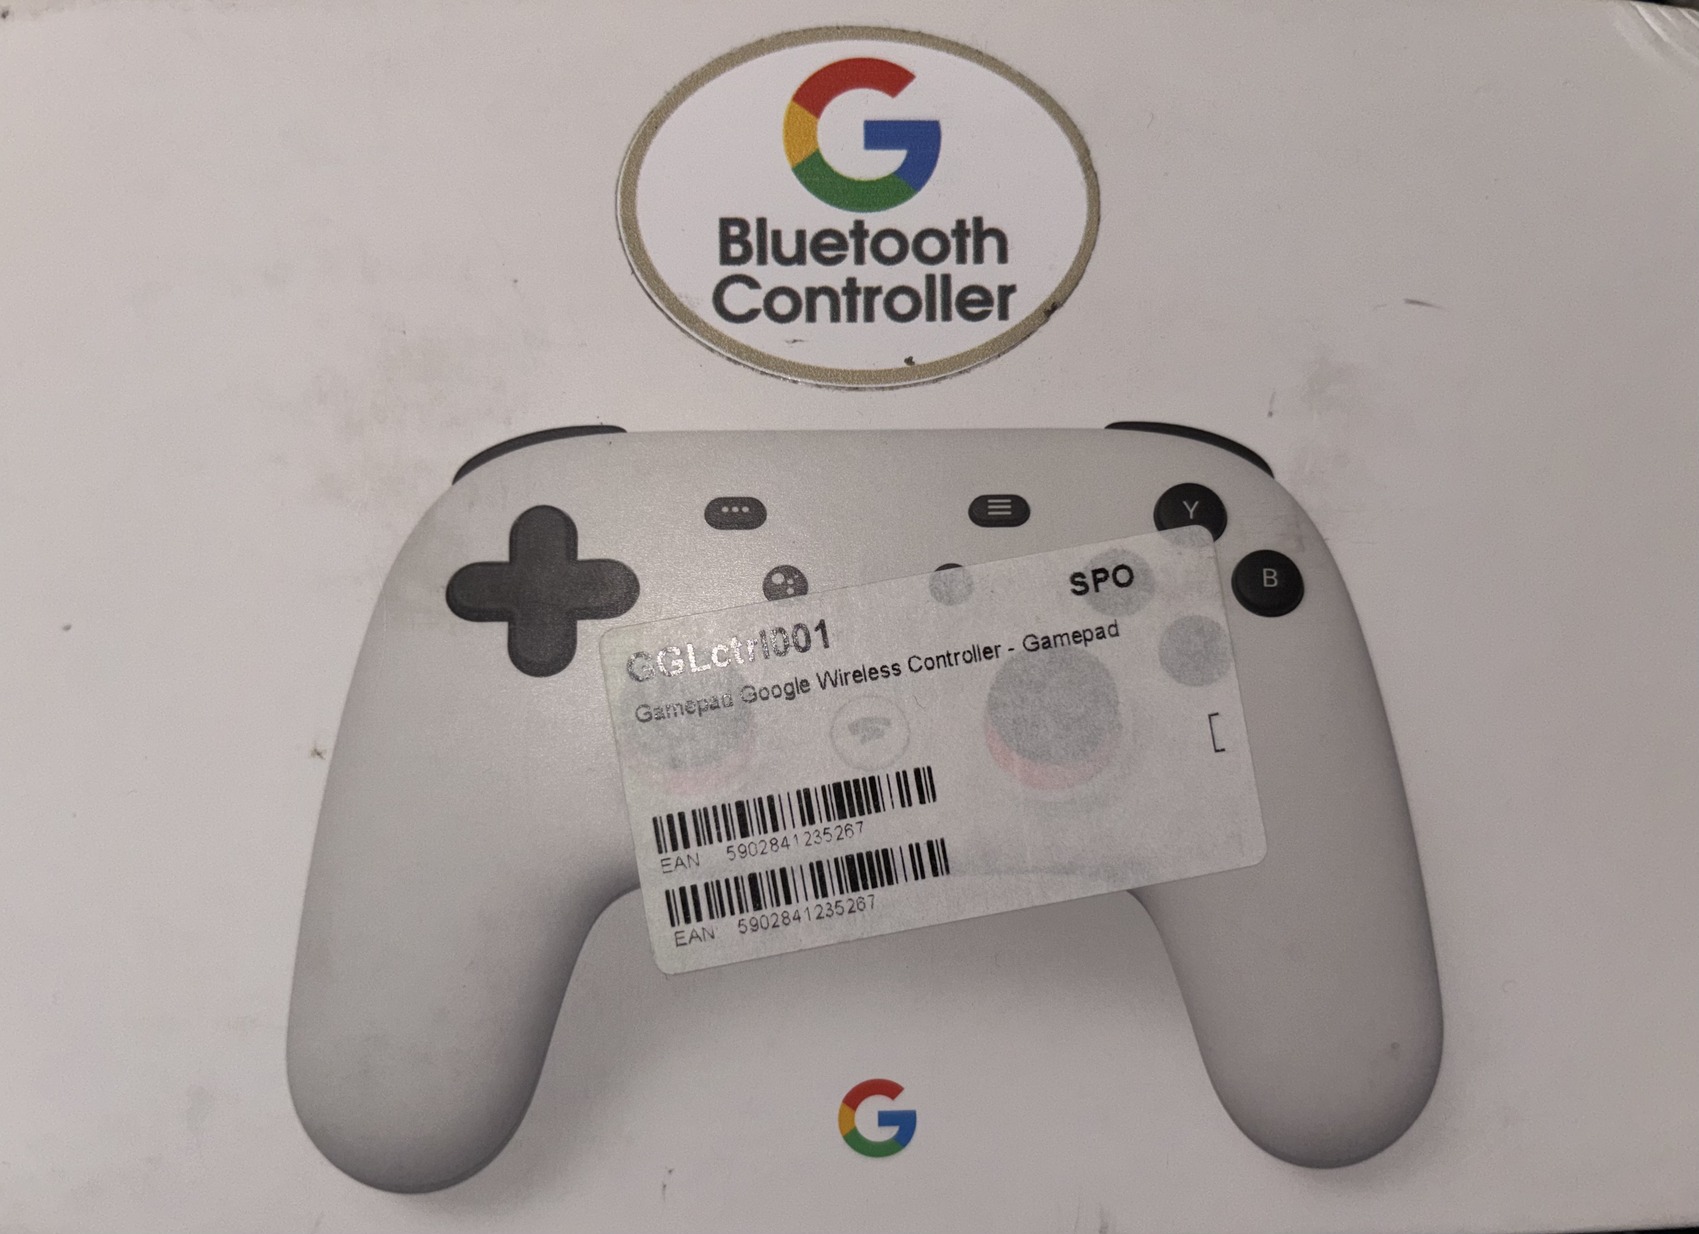 G
Bluetooth
Controller
Y
B
SPO
GGLctrl001
Gamepad Google Wireless Controller - Gamepad
EAN 5902841235267
EAN 5902841235267
G